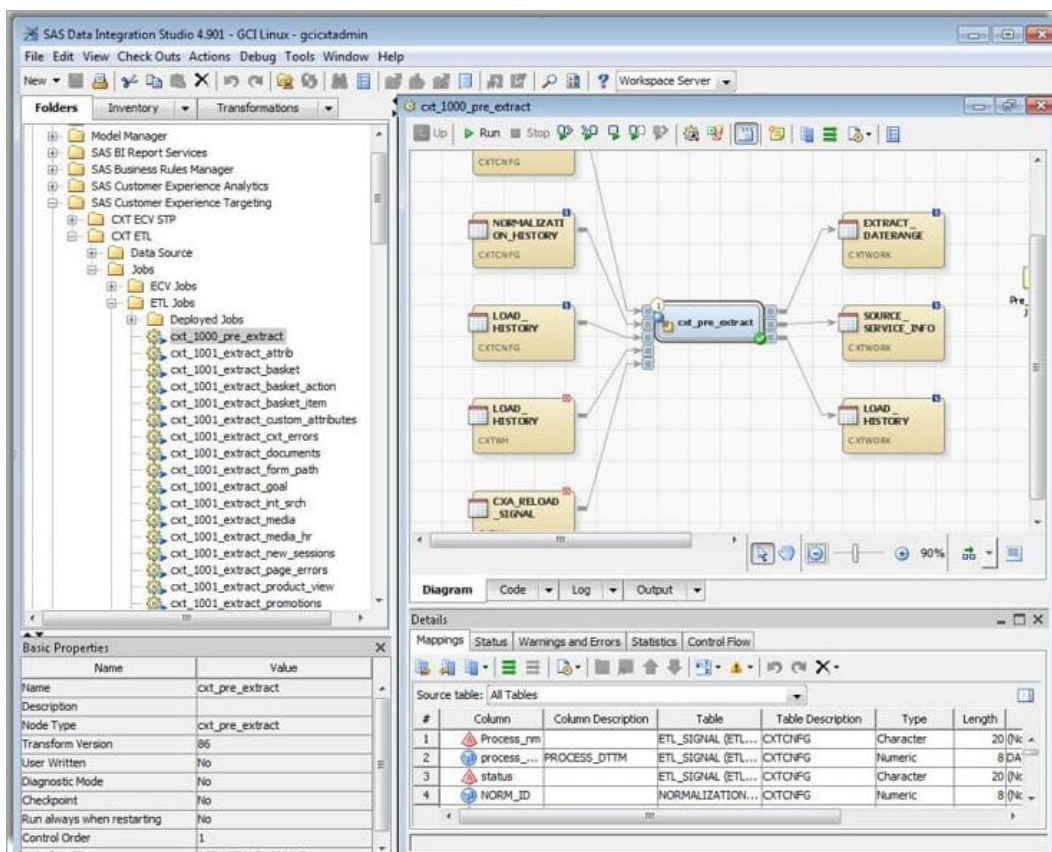 SAS Data Integration Studio 4.901 - GCI Linux - gcicxtadmin
File Edit View Check Outs Actions Debug Tools Window Help
New Workspace Server
Folders Inventory Transformations
Model Manager
SAS BI Report Services
SAS Business Rules Manager
SAS Customer Experience Analytics
SAS Customer Experience Targeting
CXT ECV STP
CXT ETL
Data Source
Jobs
ECV Jobs
ETL Jobs
Deployed Jobs
cxt_1000_pre_extract
cxt_1001_extract_attrib
cxt_1001_extract_basket
cxt_1001_extract_basket_action
cxt_1001_extract_basket_item
cxt_1001_extract_custom_attributes
cxt_1001_extract_cxt_errors
cxt_1001_extract_documents
cxt_1001_extract_form_path
cxt_1001_extract_goal
cxt_1001_extract_int_srch
cxt_1001_extract_media
cxt_1001_extract_media_hr
cxt_1001_extract_new_sessions
cxt_1001_extract_page_errors
cxt_1001_extract_product_view
cxt_1001_extract_promotions
Basic Properties
Name Value
Name cxt_pre_extract
Description
Node Type cxt_pre_extract
Transform Version 86
User Written No
Diagnostic Mode No
Checkpoint No
Run always when restarting No
Control Order 1
cxt_1000_pre_extract
Up Run Stop
CXTCNFG
NORMALIZATI
ON_HISTORY
CXTCNFG
LOAD_
HISTORY
CXTCNFG
LOAD_
HISTORY
CXTWH
CXA_RELOAD
_SIGNAL
1
cxt_pre_extract
EXTRACT_
DATERANGE
CXTWORK
SOURCE_
SERVICE_INFO
CXTWORK
LOAD_
HISTORY
CXTWORK
Pre_
90%
Diagram Code Log Output
Details
Mappings Status Warnings and Errors Statistics Control Flow
Source table: All Tables
# Column Column Description Table Table Description Type Length
1 Process_nm ETL_SIGNAL (ETL... CXTCNFG Character 20 (Nc
2 process_... PROCESS_DTTM ETL_SIGNAL (ETL... CXTCNFG Numeric 8 DA
3 status ETL_SIGNAL (ETL... CXTCNFG Character 20 (Nc
4 NORM_ID NORMALIZATION... CXTCNFG Numeric 8 (Nc